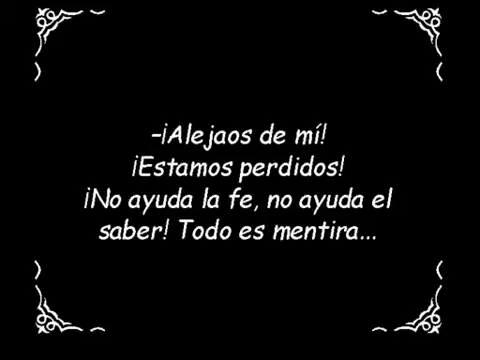 –¡Alejaos de mí!
¡Estamos perdidos!
¡No ayuda la fe, no ayuda el
saber! Todo es mentira...